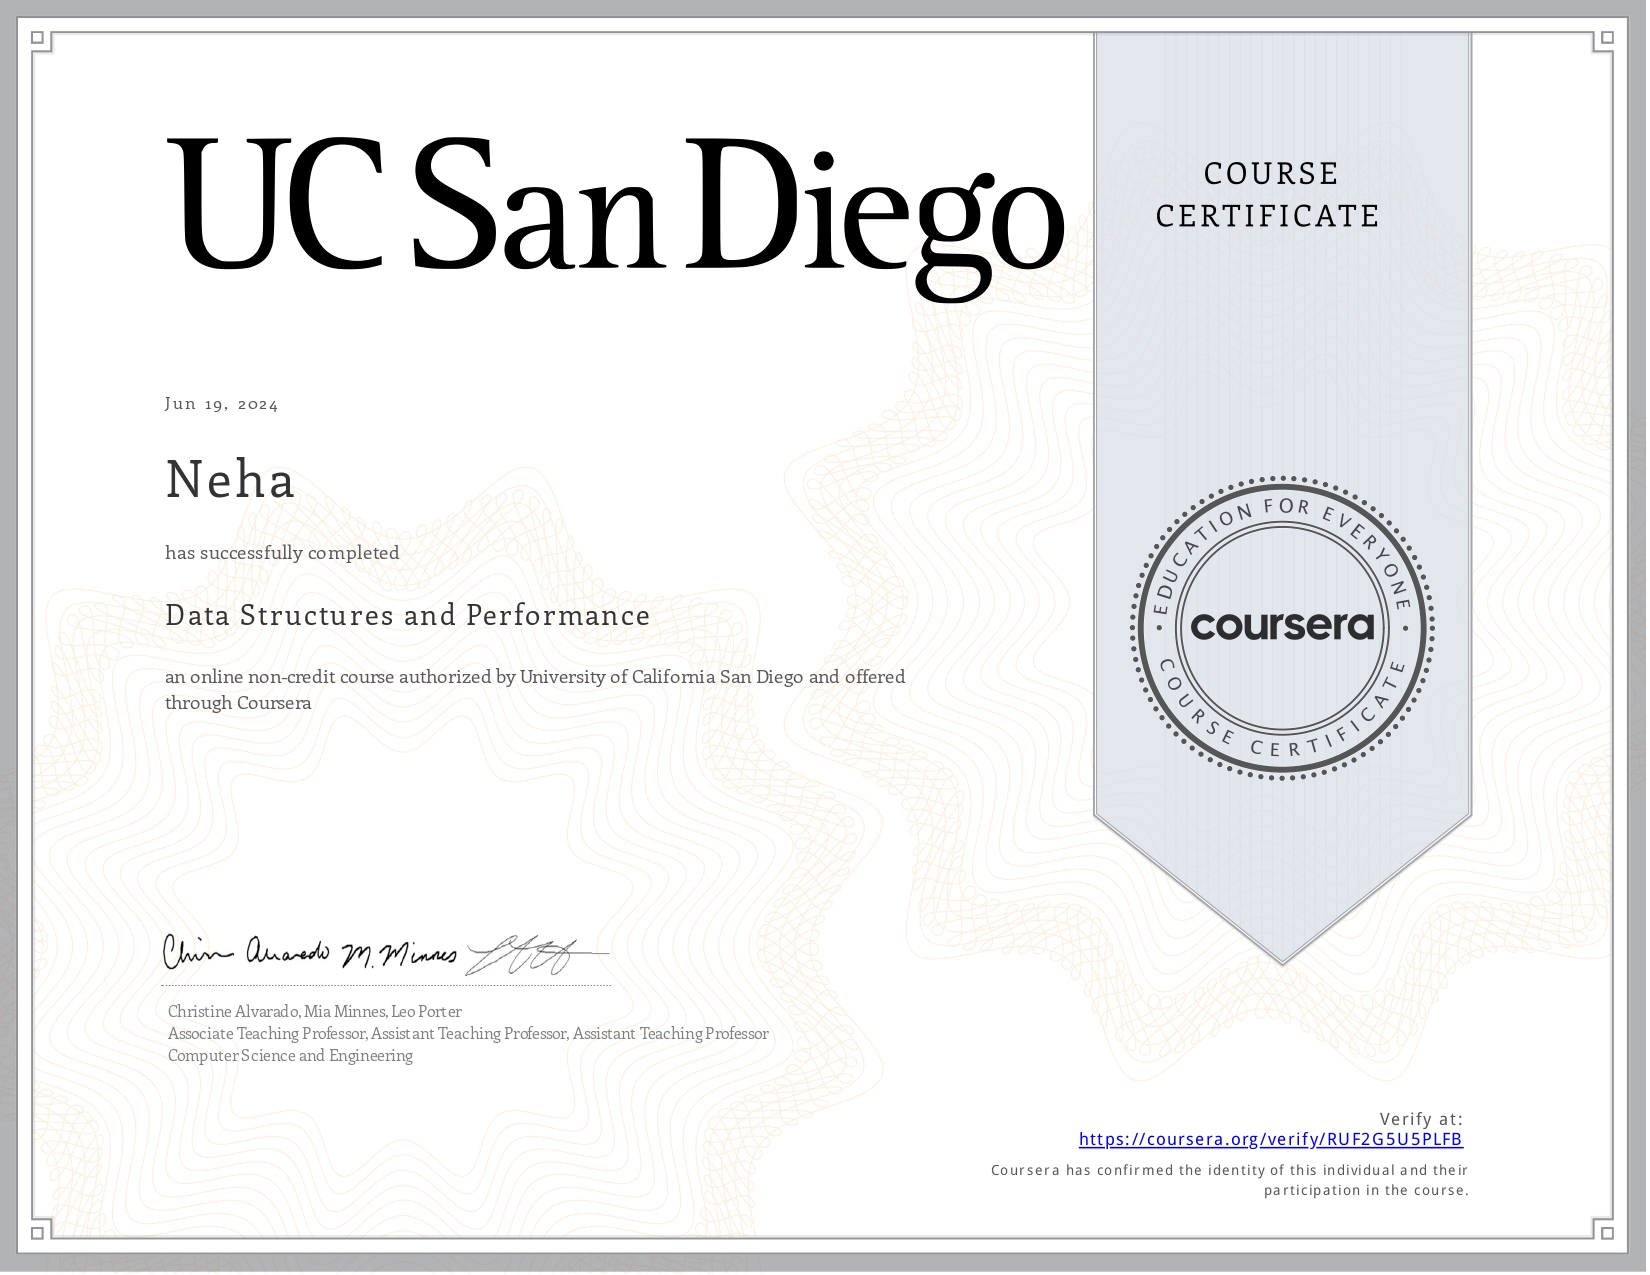 UC San Diego
COURSE
CERTIFICATE
Jun 19, 2024
Neha
has successfully completed
Data Structures and Performance
an online non-credit course authorized by University of California San Diego and offered
through Coursera
EDUCATION FOR EVERYONE
coursera
COURSE CERTIFICATE
Christine Alvarado, Mia Minnes, Leo Porter
Associate Teaching Professor, Assistant Teaching Professor, Assistant Teaching Professor
Computer Science and Engineering
Verify at:
https://coursera.org/verify/RUF2G5U5PLFB
Coursera has confirmed the identity of this individual and their
participation in the course.